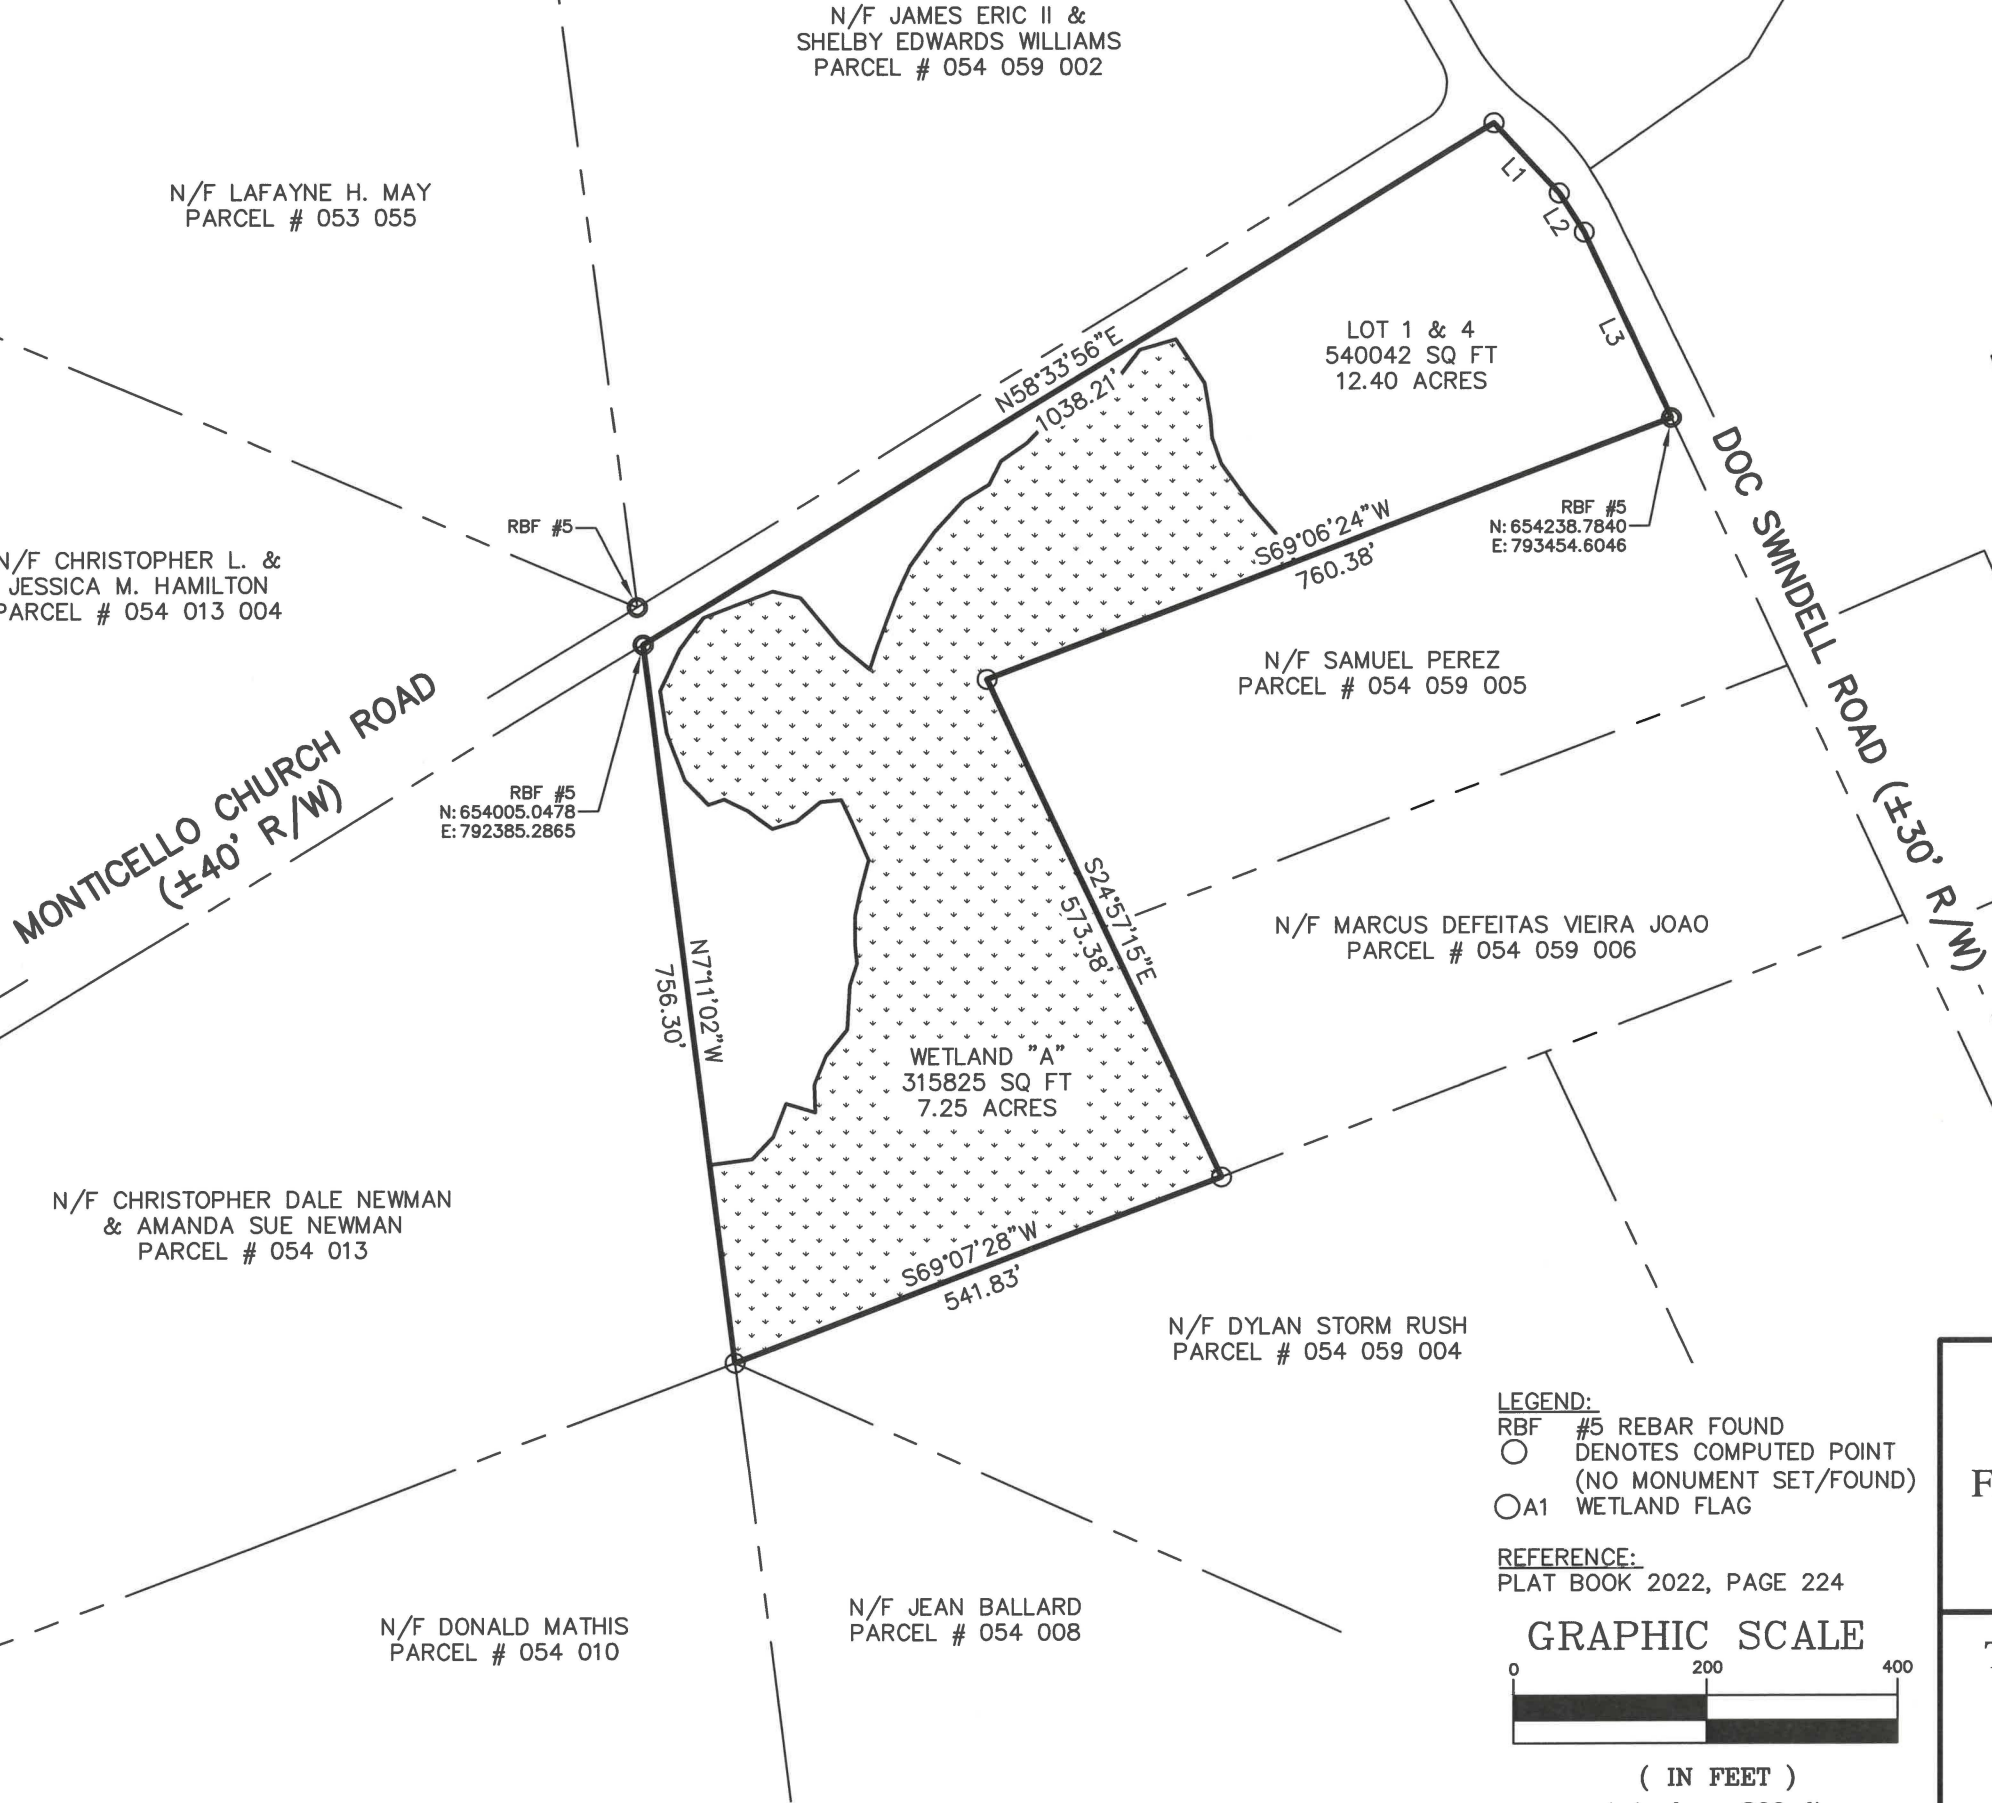 N/F JAMES ERIC II &
SHELBY EDWARDS WILLIAMS
PARCEL # 054 059 002
N/F LAFAYNE H. MAY
PARCEL # 053 055
L1
L2
L3
LOT 1 & 4
540042 SQ FT
12.40 ACRES
N58°33'56"E
1038.21'
RBF #5
N/F CHRISTOPHER L. &
JESSICA M. HAMILTON
PARCEL # 054 013 004
S69°06'24"W
760.38'
RBF #5
N: 654238.7840
E: 793454.6046
DOC SWINDELL ROAD (±30' R/W)
N/F SAMUEL PEREZ
PARCEL # 054 059 005
MONTICELLO CHURCH ROAD
(±40' R/W)
RBF #5
N: 654005.0478
E: 792385.2865
S24°57'15"E
573.38'
N/F MARCUS DEFEITAS VIEIRA JOAO
PARCEL # 054 059 006
N7°11'02"W
756.30'
WETLAND "A"
315825 SQ FT
7.25 ACRES
N/F CHRISTOPHER DALE NEWMAN
& AMANDA SUE NEWMAN
PARCEL # 054 013
S69°07'28"W
541.83'
N/F DYLAN STORM RUSH
PARCEL # 054 059 004
N/F DONALD MATHIS
PARCEL # 054 010
N/F JEAN BALLARD
PARCEL # 054 008
LEGEND:
RBF #5 REBAR FOUND
DENOTES COMPUTED POINT
(NO MONUMENT SET/FOUND)
A1 WETLAND FLAG
REFERENCE:
PLAT BOOK 2022, PAGE 224
GRAPHIC SCALE
0 200 400
( IN FEET )
F